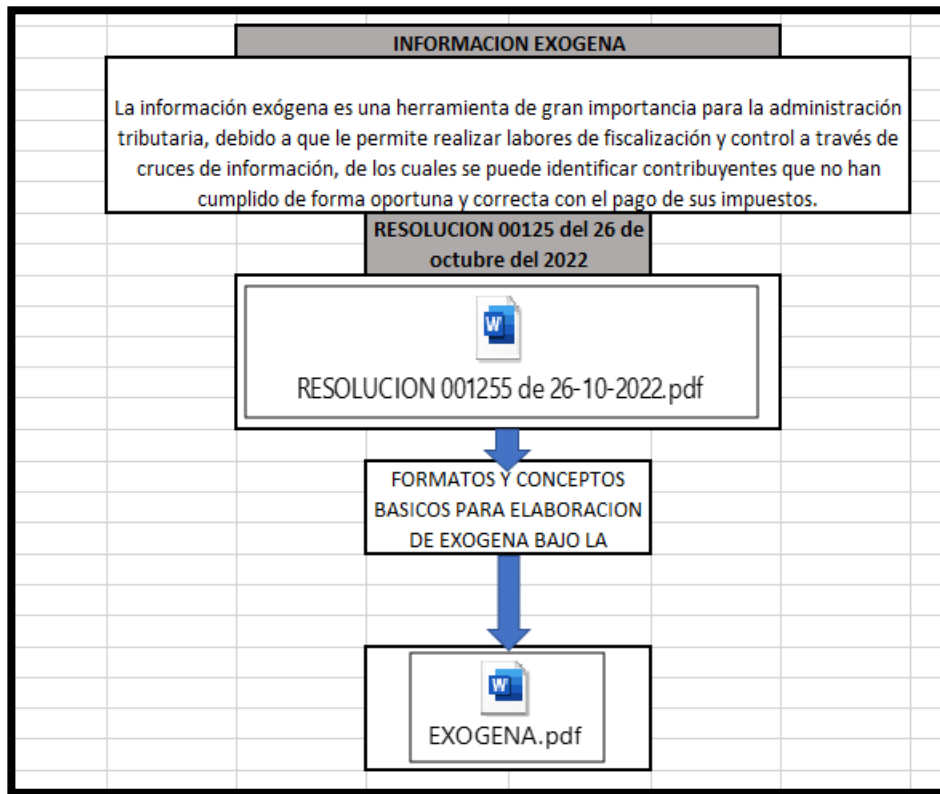 INFORMACION EXOGENA
La información exógena es una herramienta de gran importancia para la administración
tributaria, debido a que le permite realizar labores de fiscalización y control a través de
cruces de información, de los cuales se puede identificar contribuyentes que no han
cumplido de forma oportuna y correcta con el pago de sus impuestos.
RESOLUCION 00125 del 26 de
octubre del 2022
W
RESOLUCION 001255 de 26-10-2022.pdf
FORMATOS Y CONCEPTOS
BASICOS PARA ELABORACION
DE EXOGENA BAJO LA
W
EXOGENA.pdf